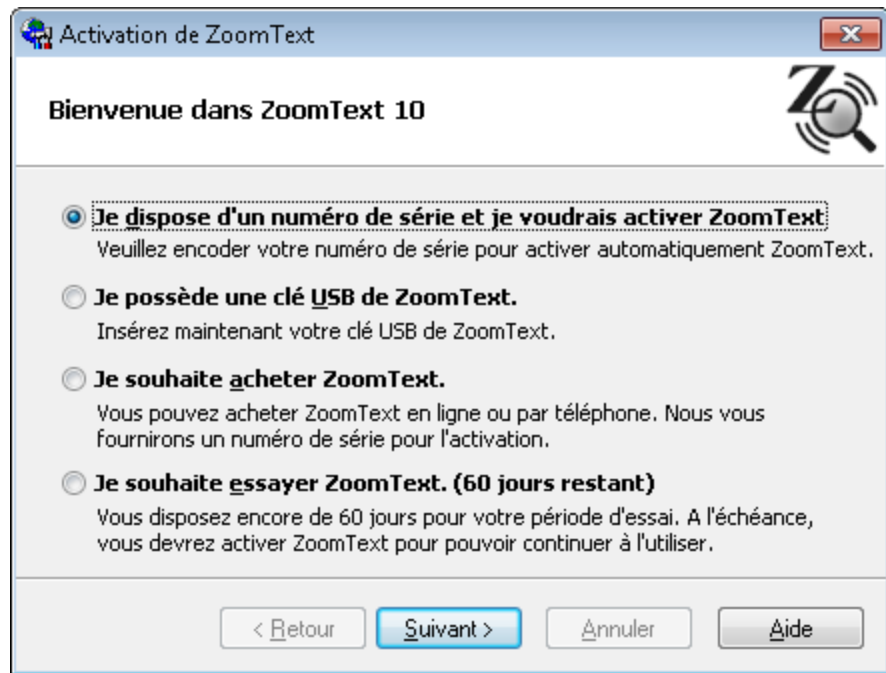 Activation de ZoomText
Bienvenue dans ZoomText 10
Je dispose d'un numéro de série et je voudrais activer ZoomText
Veuillez encoder votre numéro de série pour activer automatiquement ZoomText.
Je possède une clé USB de ZoomText.
Insérez maintenant votre clé USB de ZoomText.
Je souhaite acheter ZoomText.
Vous pouvez acheter ZoomText en ligne ou par téléphone. Nous vous
fournirons un numéro de série pour l'activation.
Je souhaite essayer ZoomText. (60 jours restant)
Vous disposez encore de 60 jours pour votre période d'essai. A l'échéance,
vous devrez activer ZoomText pour pouvoir continuer à l'utiliser.
< Retour Suivant > Annuler Aide